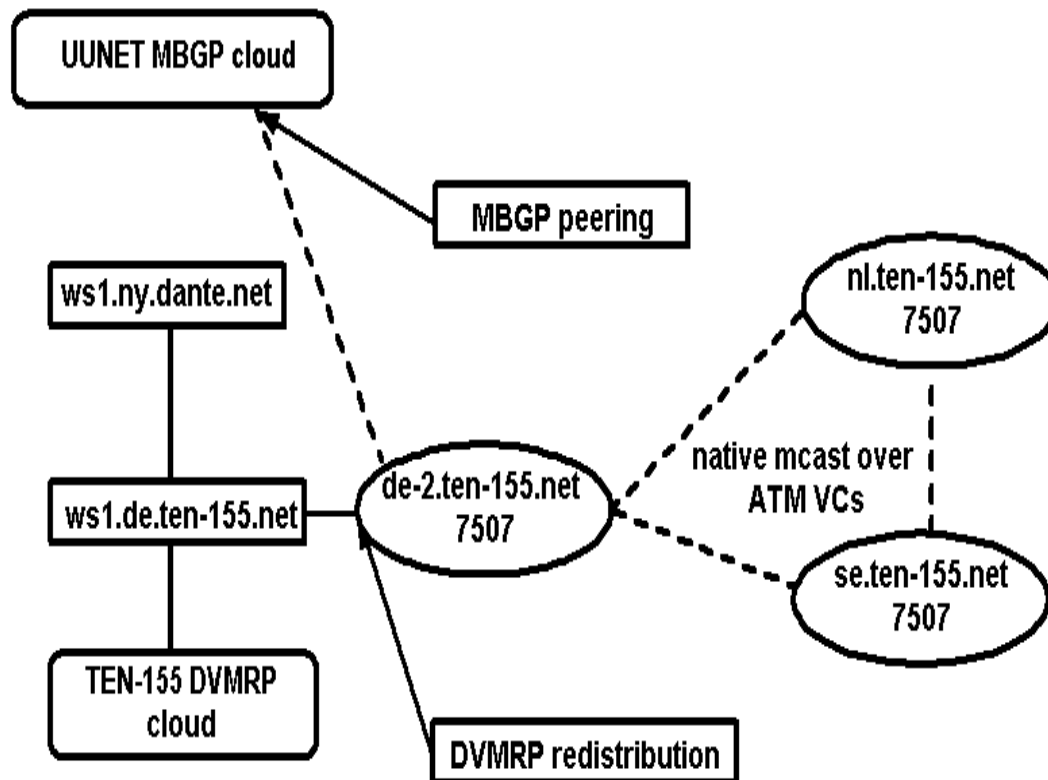 UUNET MBGP cloud
MBGP peering
ws1.ny.dante.net
nl.ten-155.net
7507
native mcast over
ATM VCs
de-2.ten-155.net
7507
ws1.de.ten-155.net
se.ten-155.net
7507
TEN-155 DVMRP
cloud
DVMRP redistribution